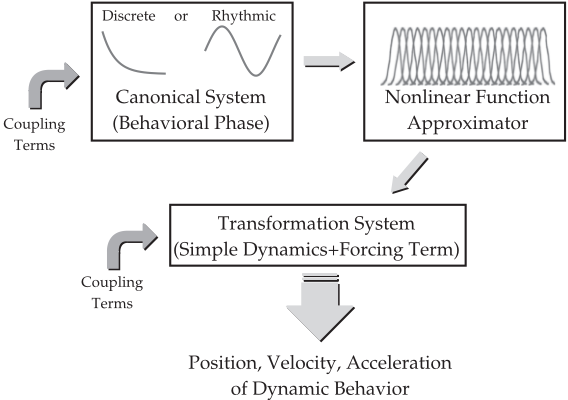 Discrete or Rhythmic
Canonical System
(Behavioral Phase)
Coupling
Terms
Nonlinear Function
Approximator
Transformation System
(Simple Dynamics+Forcing Term)
Coupling
Terms
Position, Velocity, Acceleration
of Dynamic Behavior